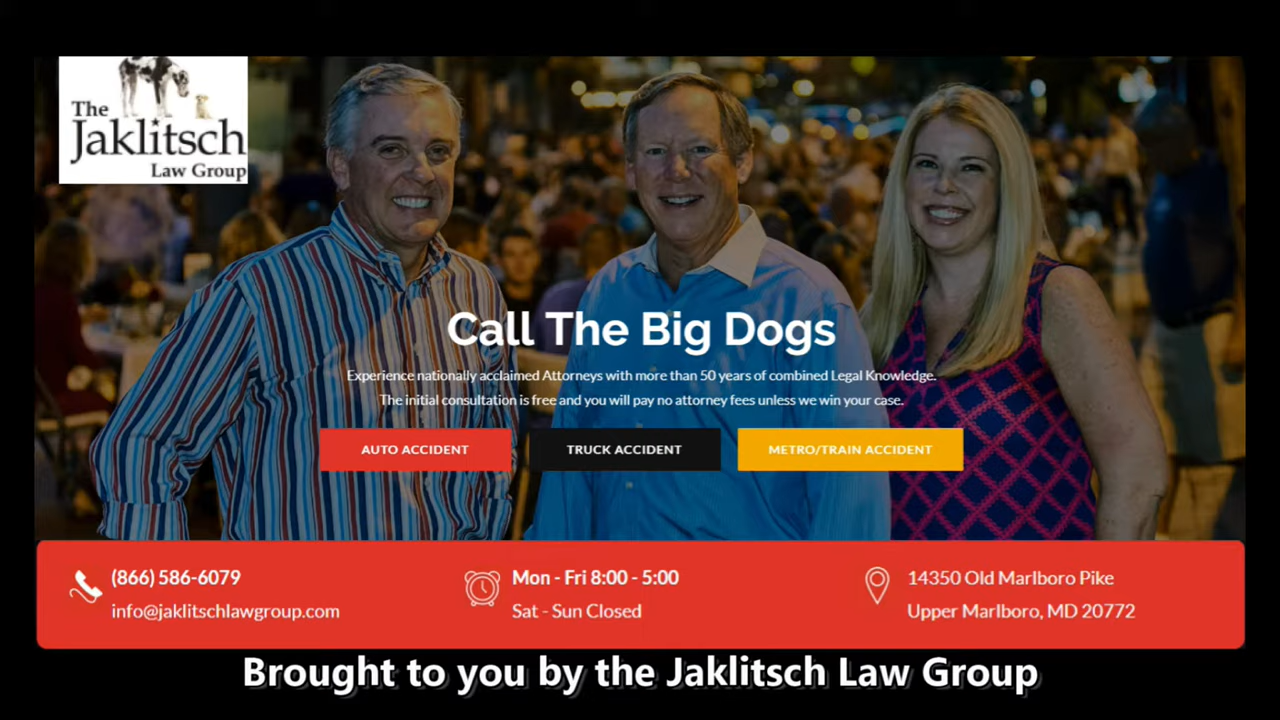 The
Jaklitsch
Law Group
Call The Big Dogs
Experience nationally acclaimed Attorneys with more than 50 years of combined Legal Knowledge.
The initial consultation is free and you will pay no attorney fees unless we win your case.
AUTO ACCIDENT
TRUCK ACCIDENT
METRO/TRAIN ACCIDENT
(866) 586-6079
info@jaklitschlawgroup.com
Mon - Fri 8:00 - 5:00
Sat - Sun Closed
14350 Old Marlboro Pike
Upper Marlboro, MD 20772
Brought to you by the Jaklitsch Law Group